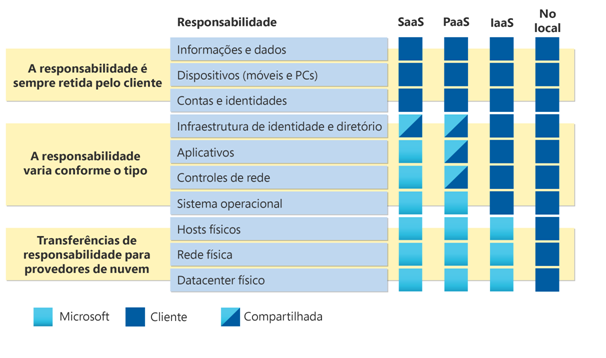 Responsabilidade SaaS PaaS IaaS No
local
Informações e dados
A responsabilidade é
sempre retida pelo cliente
Dispositivos (móveis e PCs)
Contas e identidades
Infraestrutura de identidade e diretório
A responsabilidade
varia conforme o tipo
Aplicativos
Controles de rede
Sistema operacional
Transferências de
responsabilidade para
provedores de nuvem
Hosts físicos
Rede física
Datacenter físico
Microsoft Cliente Compartilhada